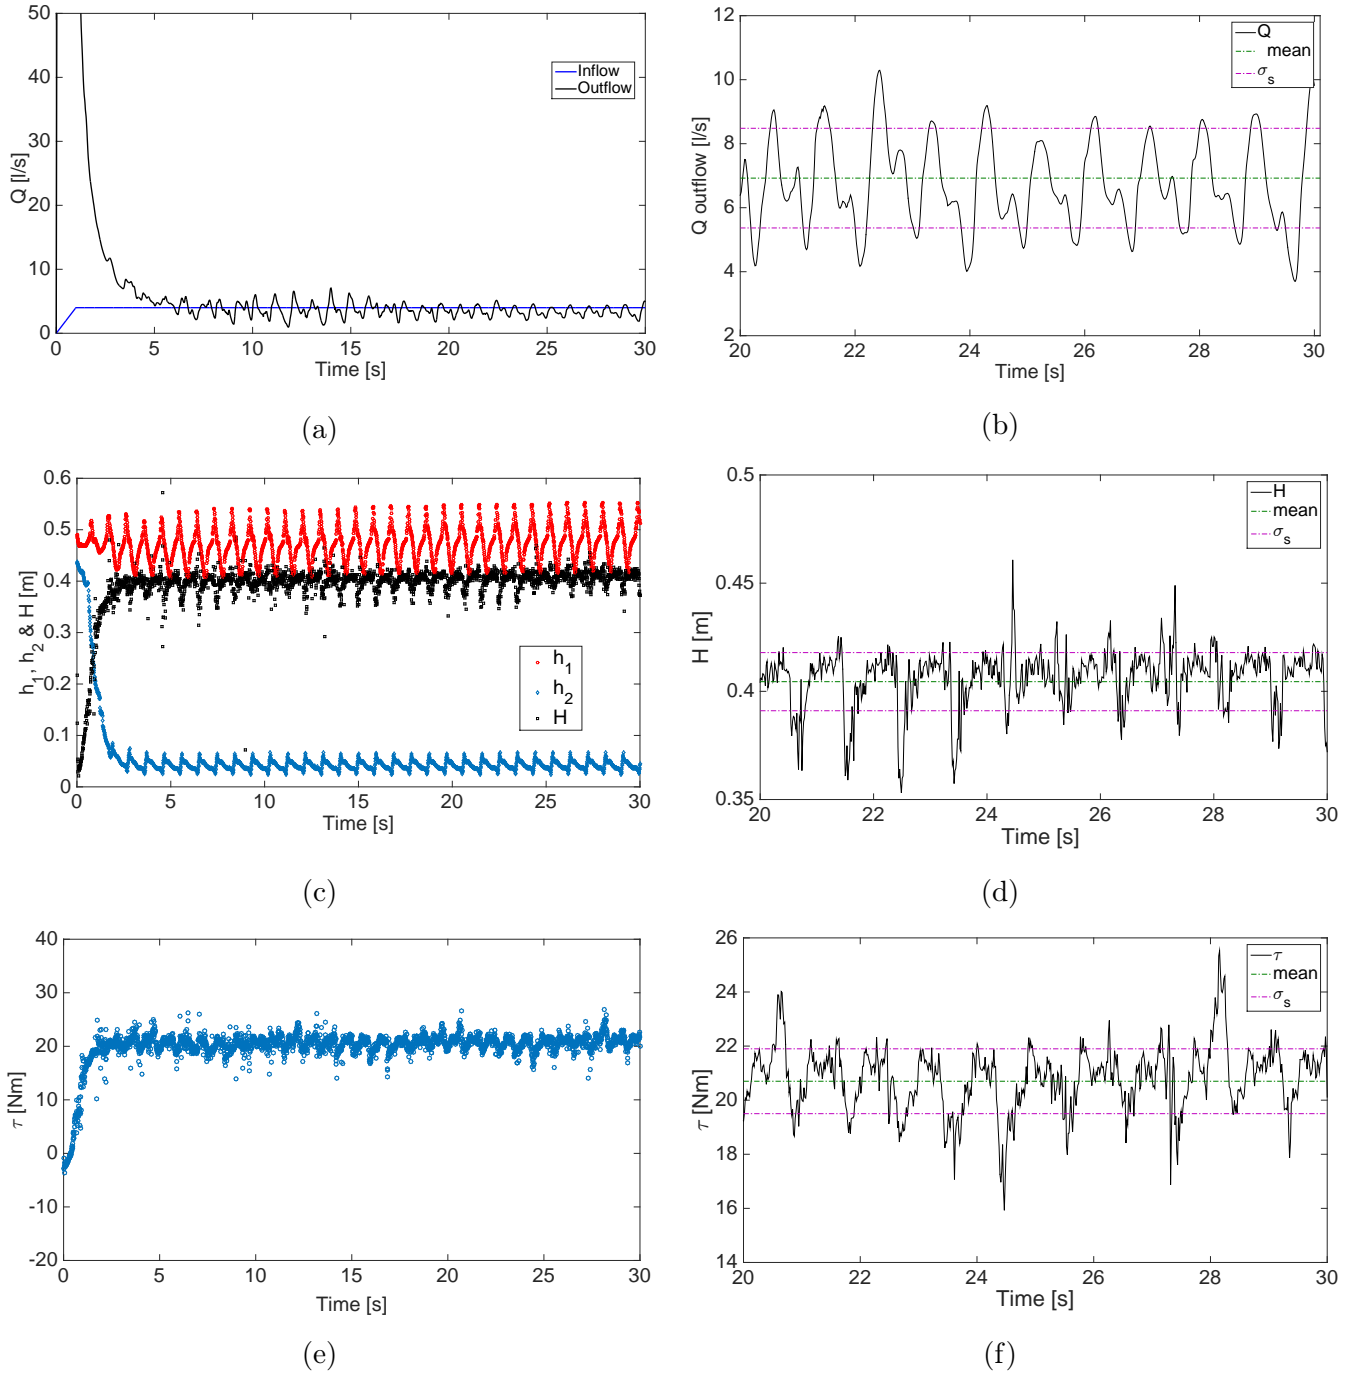 50
40
30
20
10
0
Q [l/s]
Inflow
Outflow
0 5 10 15 20 25 30
Time [s]
(a)
12
10
8
6
4
2
Q outflow [l/s]
Q
mean
σs
20 22 24 26 28 30
Time [s]
(b)
0.6
0.5
0.4
0.3
0.2
0.1
0
h1, h2 & H [m]
h1
h2
H
0 5 10 15 20 25 30
Time [s]
(c)
0.5
0.45
0.4
0.35
H [m]
H
mean
σs
20 22 24 26 28 30
Time [s]
(d)
40
30
20
10
0
-10
-20
τ [Nm]
0 5 10 15 20 25 30
Time [s]
(e)
26
24
22
20
18
16
14
τ [Nm]
τ
mean
σs
20 22 24 26 28 30
Time [s]
(f)